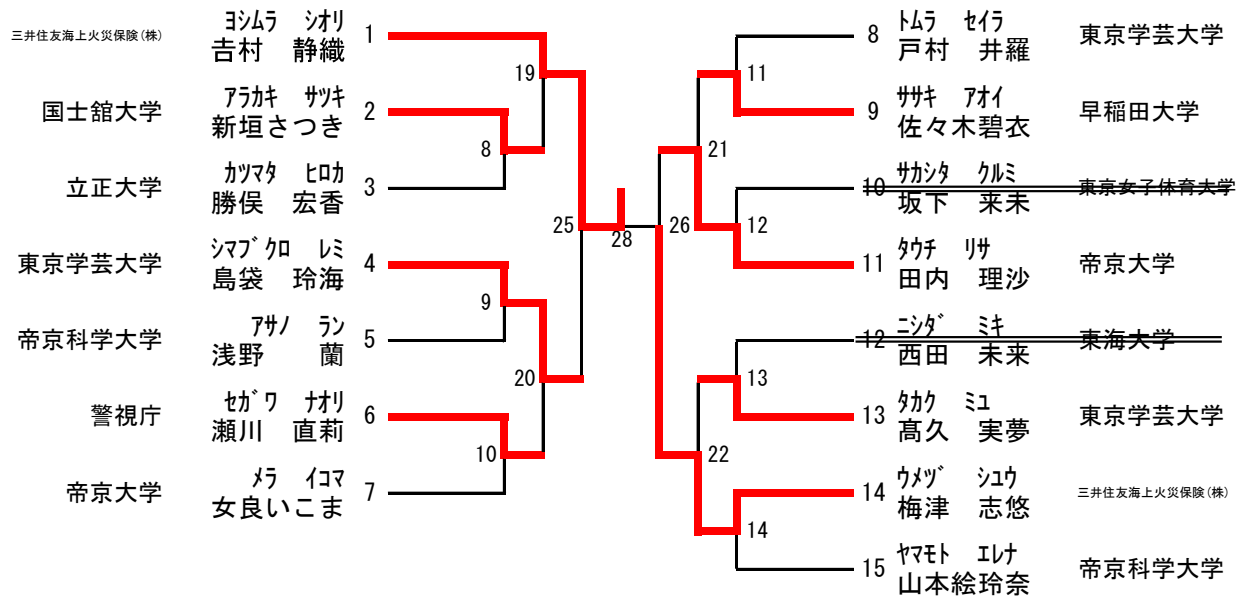 ヨシムラ シオリ
三井住友海上火災保険(株) 吉村 静織 1
アラカキ サツキ
国士舘大学 新垣さつき 2
カツマタ ヒロカ
立正大学 勝俣 宏香 3
シマブクロ レミ
東京学芸大学 島袋 玲海 4
アサノ ラン
帝京科学大学 浅野 蘭 5
セガワ ナオリ
警視庁 瀬川 直莉 6
メラ イコマ
帝京大学 女良いこま 7
19
8
25
9
20
10
28
トムラ セイラ
8 戸村 井羅 東京学芸大学
ササキ アオイ
9 佐々木碧衣 早稲田大学
サカシタ クルミ
10 坂下 来未 東京女子体育大学
タウチ リサ
11 田内 理沙 帝京大学
ニシダ ミキ
12 西田 未来 東海大学
タカク ミユ
13 髙久 実夢 東京学芸大学
ウメヅ シユウ
14 梅津 志悠 三井住友海上火災保険(株)
ヤマモト エレナ
15 山本絵玲奈 帝京科学大学
11
21
26
12
13
22
14